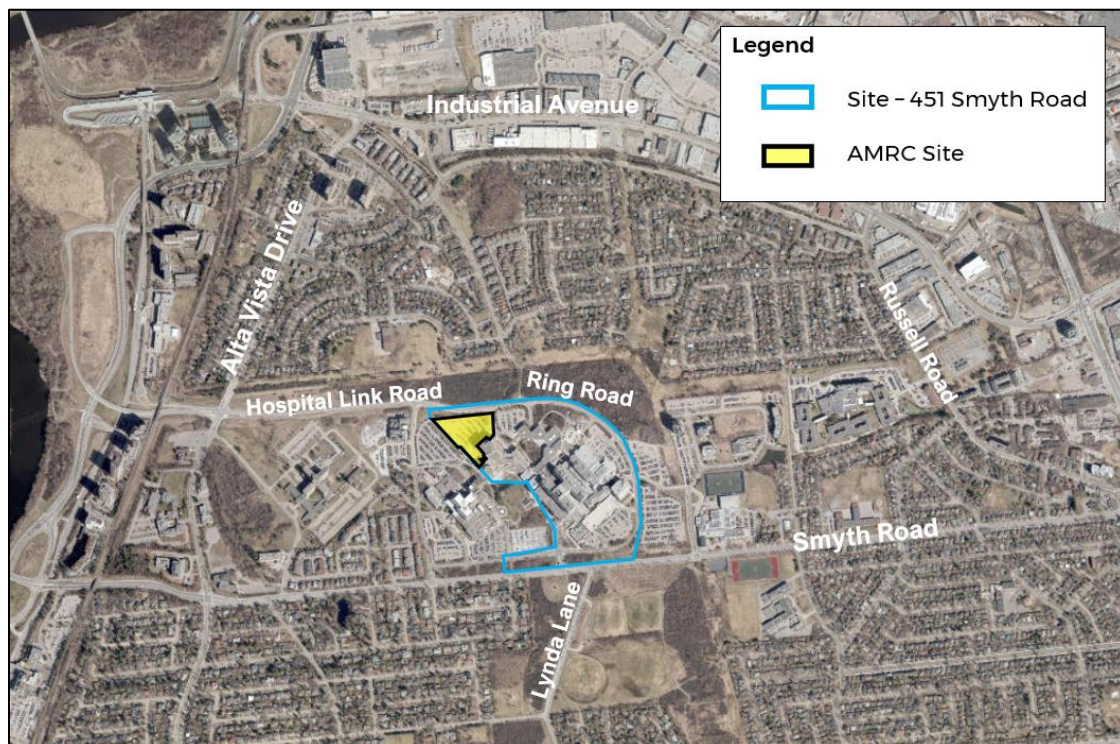 Legend
Site – 451 Smyth Road
AMRC Site
Industrial Avenue
Alta Vista Drive
Russell Road
Ring Road
Hospital Link Road
Smyth Road
Lynda Lane